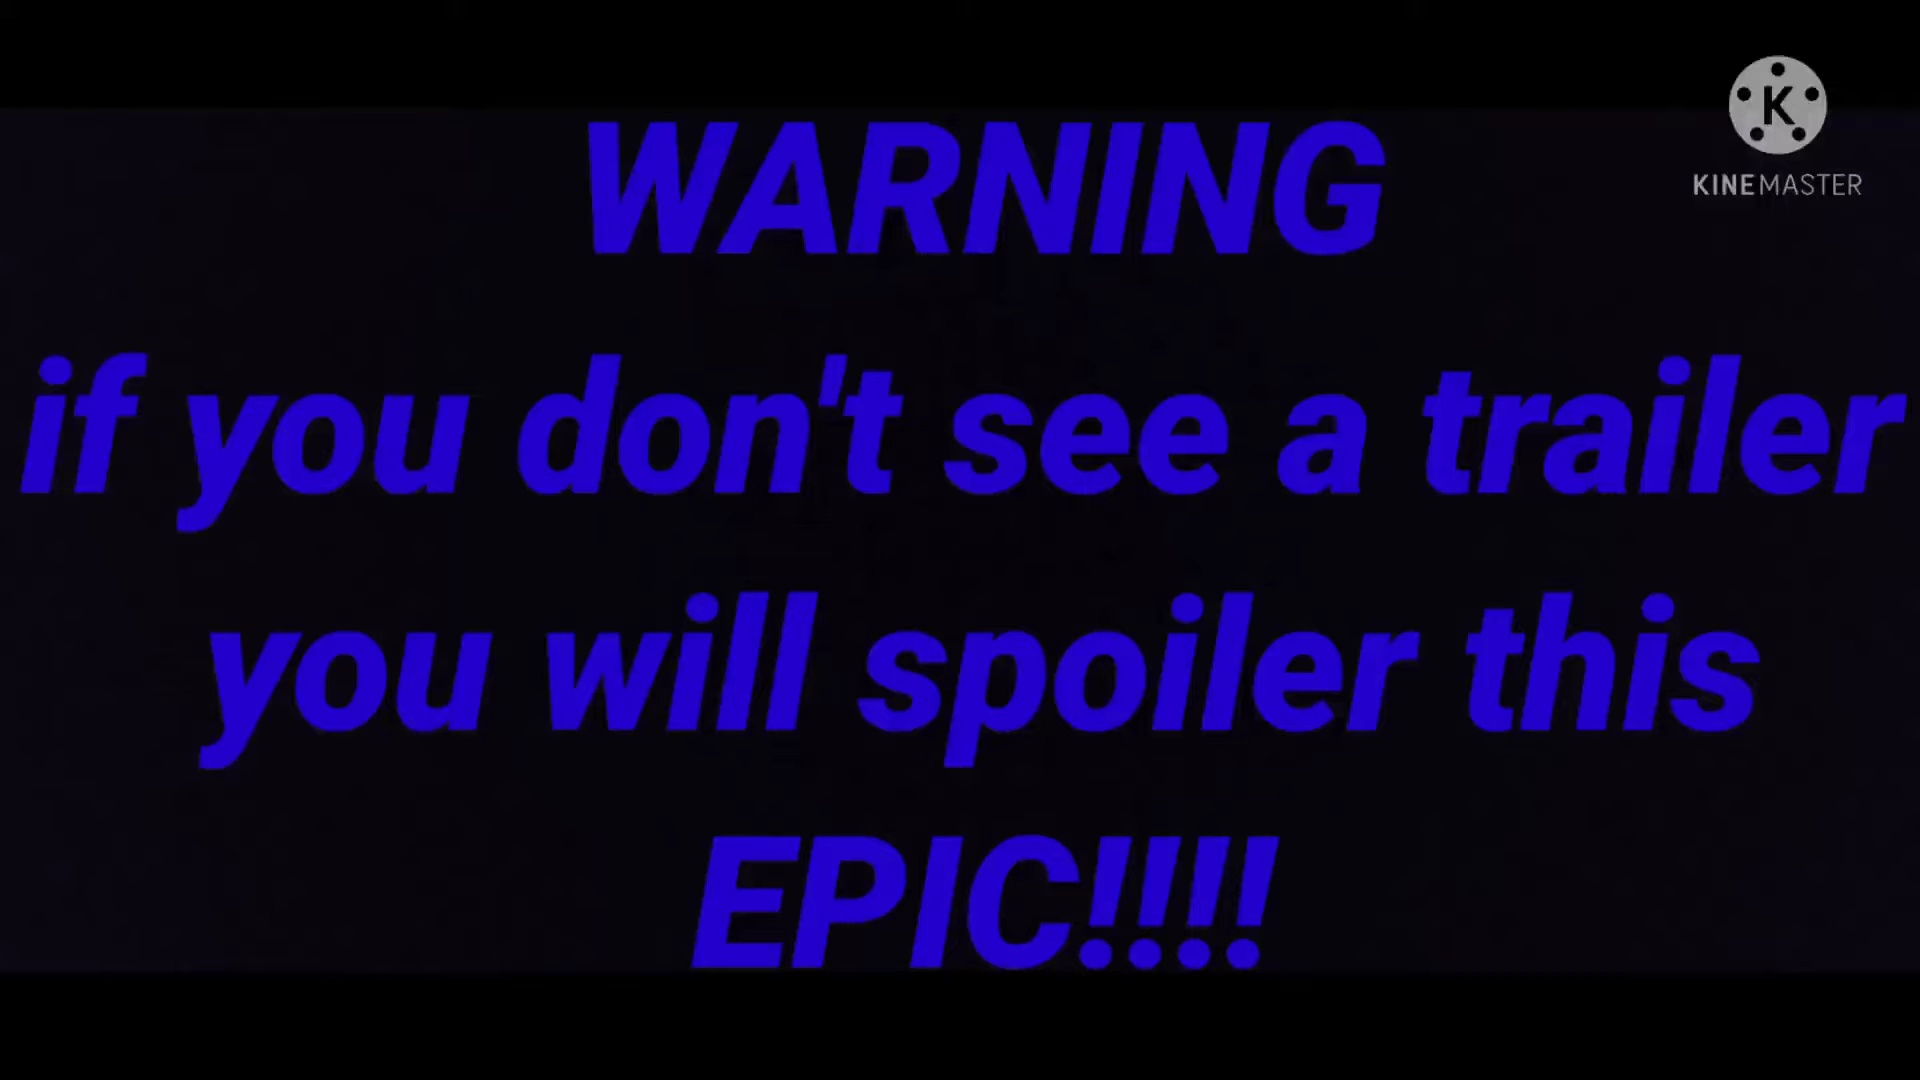 WARNING
if you don't see a trailer
you will spoiler this
EPIC!!!!
K
KINEMASTER